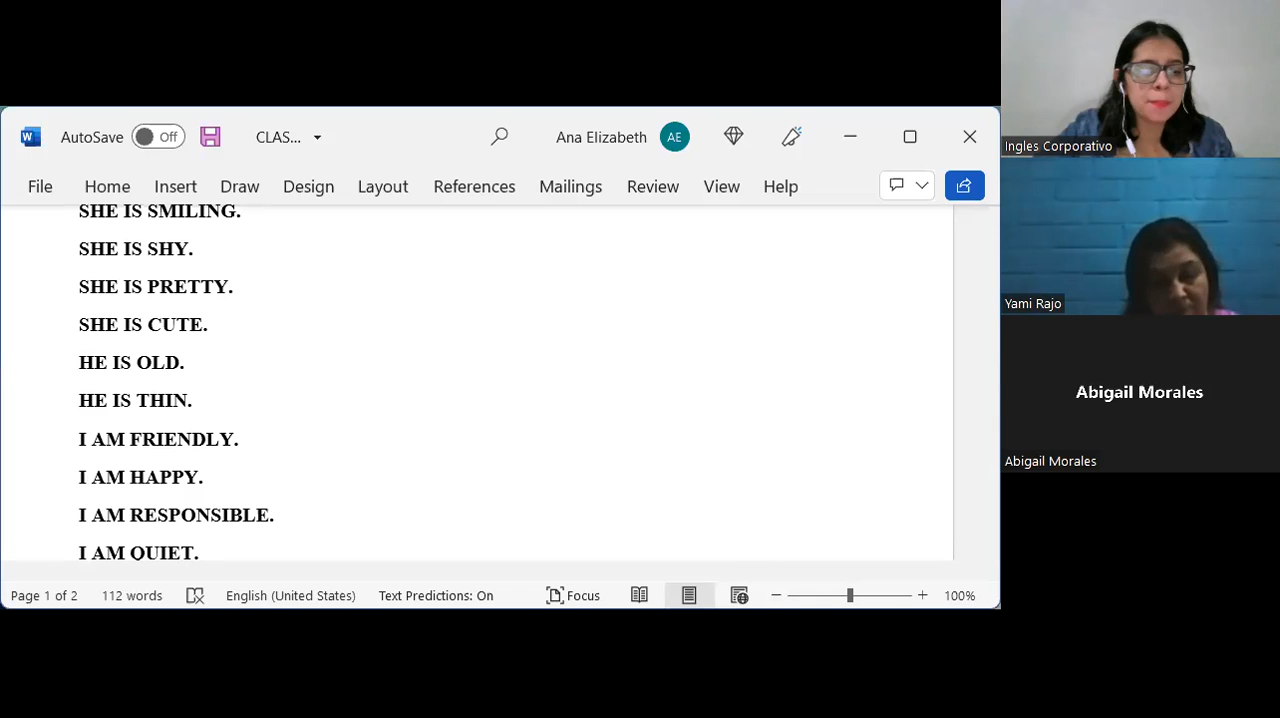 AutoSave Off CLAS... Ana Elizabeth AE
File Home Insert Draw Design Layout References Mailings Review View Help
SHE IS SMILING.
SHE IS SHY.
SHE IS PRETTY.
SHE IS CUTE.
HE IS OLD.
HE IS THIN.
I AM FRIENDLY.
I AM HAPPY.
I AM RESPONSIBLE.
I AM QUIET.
Page 1 of 2 112 words English (United States) Text Predictions: On Focus 100%
Ingles Corporativo
Yami Rajo
Abigail Morales
Abigail Morales